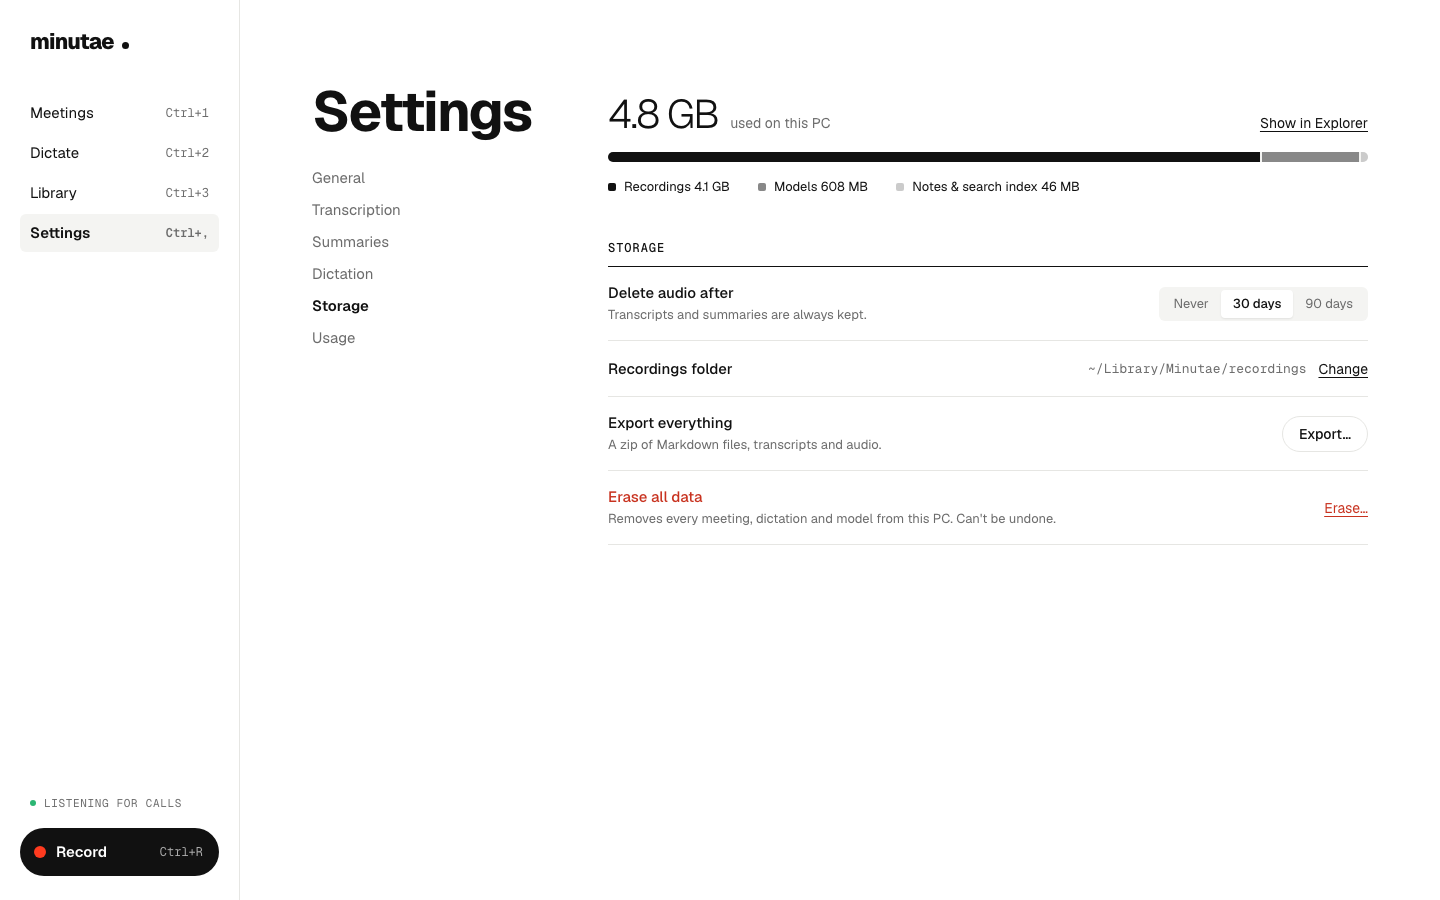 minutae
Meetings Ctrl+1
Dictate Ctrl+2
Library Ctrl+3
Settings Ctrl+,
LISTENING FOR CALLS
Record Ctrl+R
Settings
General
Transcription
Summaries
Dictation
Storage
Usage
4.8 GB used on this PC Show in Explorer
Recordings 4.1 GB Models 608 MB Notes & search index 46 MB
STORAGE
Delete audio after
Transcripts and summaries are always kept.
Never 30 days 90 days
Recordings folder ~/Library/Minutae/recordings Change
Export everything
A zip of Markdown files, transcripts and audio.
Export...
Erase all data
Removes every meeting, dictation and model from this PC. Can't be undone.
Erase...